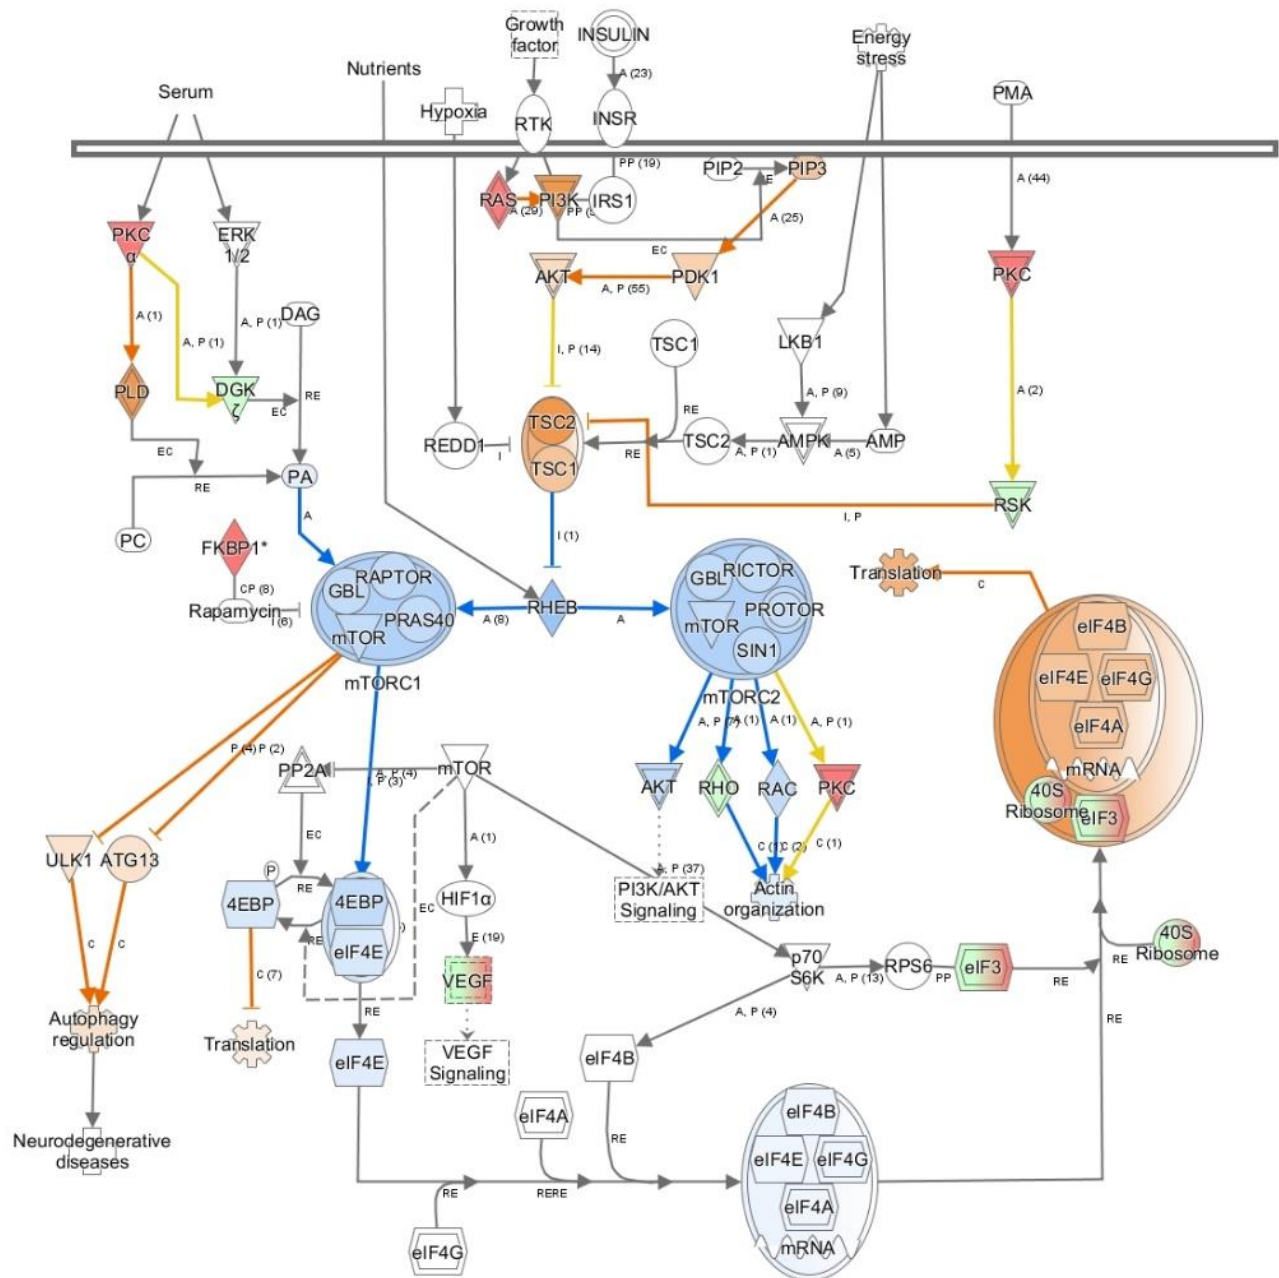 Growth
factor
INSULIN
Energy
stress
Nutrients
A (23)
Serum
PMA
Hypoxia
RTK
INSR
PP (19)
PIP2
PIP3
A (44)
RAS
A (29)
PI3K
IRS1
A (25)
PKC
α
ERK
1/2
EC
PKC
AKT
A, P (55)
PDK1
A (1)
A, P (1)
A, P (1)
DAG
LKB1
TSC1
I, P (14)
PLD
DGK
ζ
EC
RE
A, P (9)
A (2)
TSC2
RE
REDD1
I
RE
TSC2
A, P (1)
AMPK
A (5)
AMP
EC
TSC1
RE
PA
RSK
A
I, P
PC
FKBP1*
I (1)
CP (8)
Rapamycin
I (6)
GBL
RAPTOR
PRAS40
mTOR
mTORC1
A (8)
RHEB
A
GBL
RICTOR
PROTOR
mTOR
SIN1
mTORC2
Translation
C
eIF4B
eIF4E
eIF4G
eIF4A
mRNA
40S
Ribosome
eIF3
P (4)
P (2)
A, P (1)
A (1)
A, P (1)
PP2A
A, P (4)
P (3)
mTOR
AKT
RHO
RAC
PKC
EC
A (1)
C (2)
C (1)
ULK1
ATG13
P
RE
A, P (37)
4EBP
4EBP
EC
HIF1α
PI3K/AKT
Signaling
Actin
organization
RE
eIF4E
E (19)
C
C
C (7)
VEGF
p70
S6K
A, P (13)
RPS6
PP
eIF3
RE
RE
40S
Ribosome
RE
A, P (4)
RE
Autophagy
regulation
Translation
eIF4E
VEGF
Signaling
eIF4B
eIF4A
Neurodegenerative
diseases
RE
eIF4B
eIF4E
eIF4G
eIF4A
mRNA
RE
RERE
eIF4G